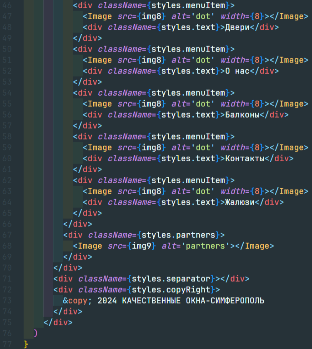 <div className={styles.menuItem}>
<Image src={img8} alt='dot' width={8}></Image>
<div className={styles.text}>Двери</div>
</div>
<div className={styles.menuItem}>
<Image src={img8} alt='dot' width={8}></Image>
<div className={styles.text}>О нас</div>
</div>
<div className={styles.menuItem}>
<Image src={img8} alt='dot' width={8}></Image>
<div className={styles.text}>Балконы</div>
</div>
<div className={styles.menuItem}>
<Image src={img8} alt='dot' width={8}></Image>
<div className={styles.text}>Контакты</div>
</div>
<div className={styles.menuItem}>
<Image src={img8} alt='dot' width={8}></Image>
<div className={styles.text}>Жалюзи</div>
</div>
</div>
<div className={styles.partners}>
<Image src={img9} alt='partners'></Image>
</div>
</div>
<div className={styles.separator}></div>
<div className={styles.copyRight}>
&copy; 2024 КАЧЕСТВЕННЫЕ ОКНА-СИМФЕРОПОЛЬ
</div>
</div>
)
}